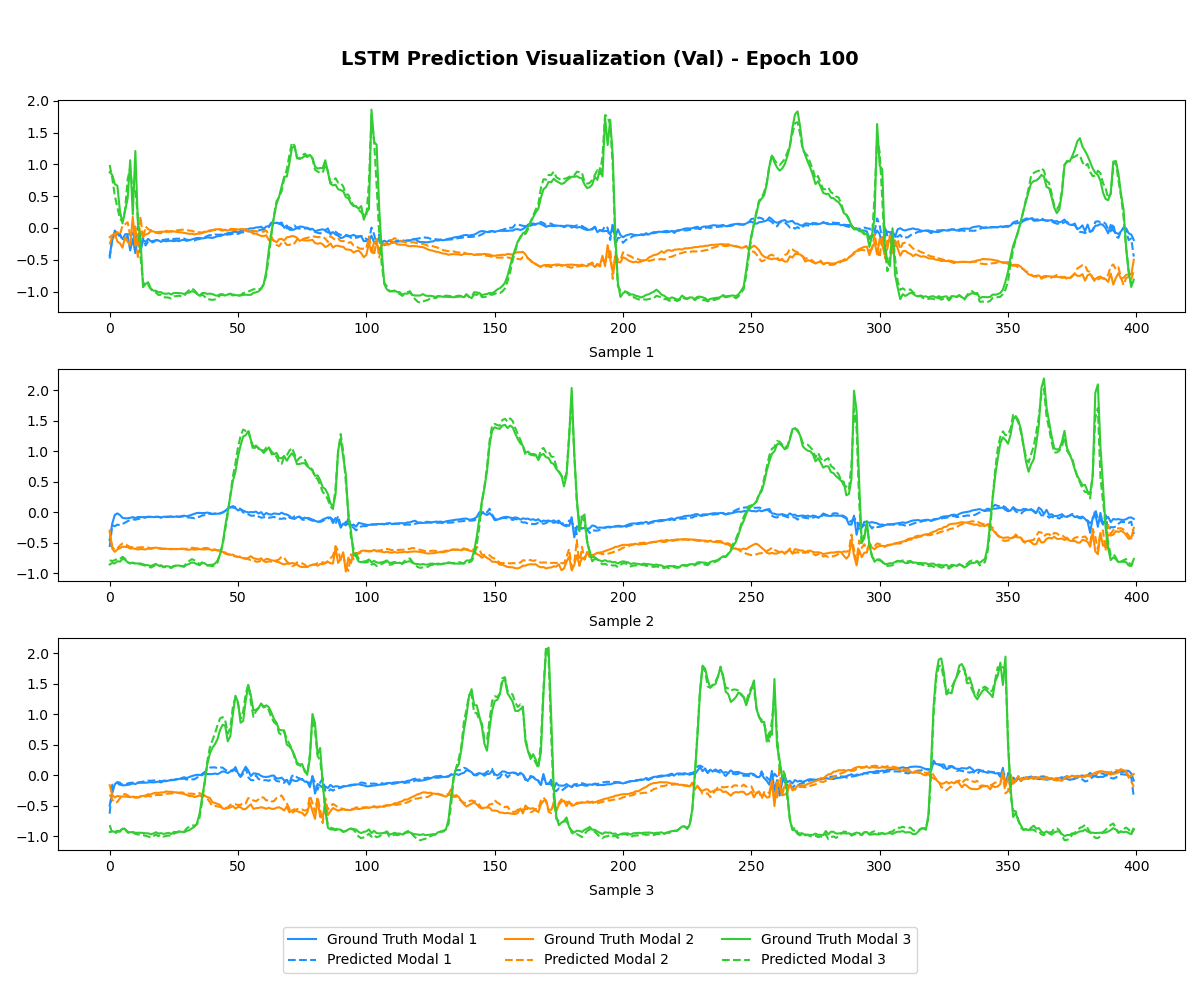 LSTM Prediction Visualization (Val) - Epoch 100
2.0
1.5
1.0
0.5
0.0
−0.5
−1.0
0 50 100 150 200 250 300 350 400
Sample 1
2.0
1.5
1.0
0.5
0.0
−0.5
−1.0
0 50 100 150 200 250 300 350 400
Sample 2
2.0
1.5
1.0
0.5
0.0
−0.5
−1.0
0 50 100 150 200 250 300 350 400
Sample 3
Ground Truth Modal 1 Ground Truth Modal 2 Ground Truth Modal 3
Predicted Modal 1 Predicted Modal 2 Predicted Modal 3